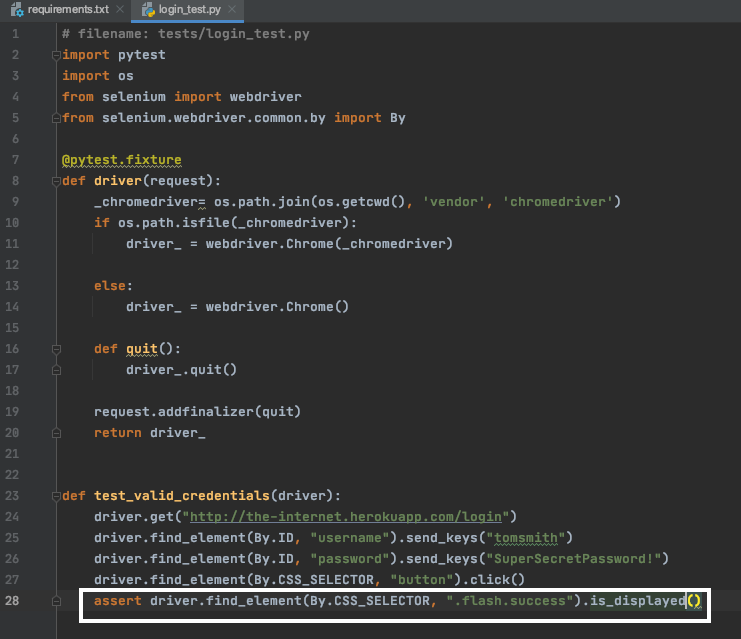 requirements.txt login_test.py
1 # filename: tests/login_test.py
2 import pytest
3 import os
4 from selenium import webdriver
5 from selenium.webdriver.common.by import By
6
7 @pytest.fixture
8 def driver(request):
9 _chromedriver= os.path.join(os.getcwd(), 'vendor', 'chromedriver')
10 if os.path.isfile(_chromedriver):
11 driver_ = webdriver.Chrome(_chromedriver)
12
13 else:
14 driver_ = webdriver.Chrome()
15
16 def quit():
17 driver_.quit()
18
19 request.addfinalizer(quit)
20 return driver_
21
22
23 def test_valid_credentials(driver):
24 driver.get("http://the-internet.herokuapp.com/login")
25 driver.find_element(By.ID, "username").send_keys("tomsmith")
26 driver.find_element(By.ID, "password").send_keys("SuperSecretPassword!")
27 driver.find_element(By.CSS_SELECTOR, "button").click()
28 assert driver.find_element(By.CSS_SELECTOR, ".flash.success").is_displayed()